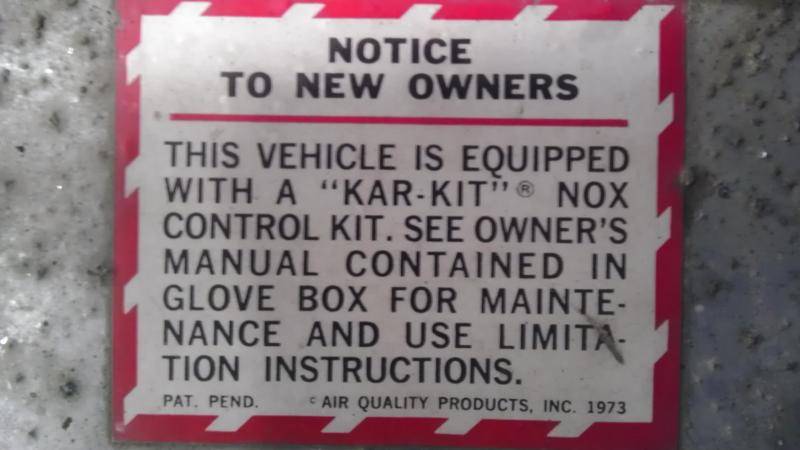 NOTICE
TO NEW OWNERS
THIS VEHICLE IS EQUIPPED
WITH A "KAR-KIT"® NOX
CONTROL KIT. SEE OWNER'S
MANUAL CONTAINED IN
GLOVE BOX FOR MAINTE-
NANCE AND USE LIMITA-
TION INSTRUCTIONS.
PAT. PEND. © AIR QUALITY PRODUCTS, INC. 1973